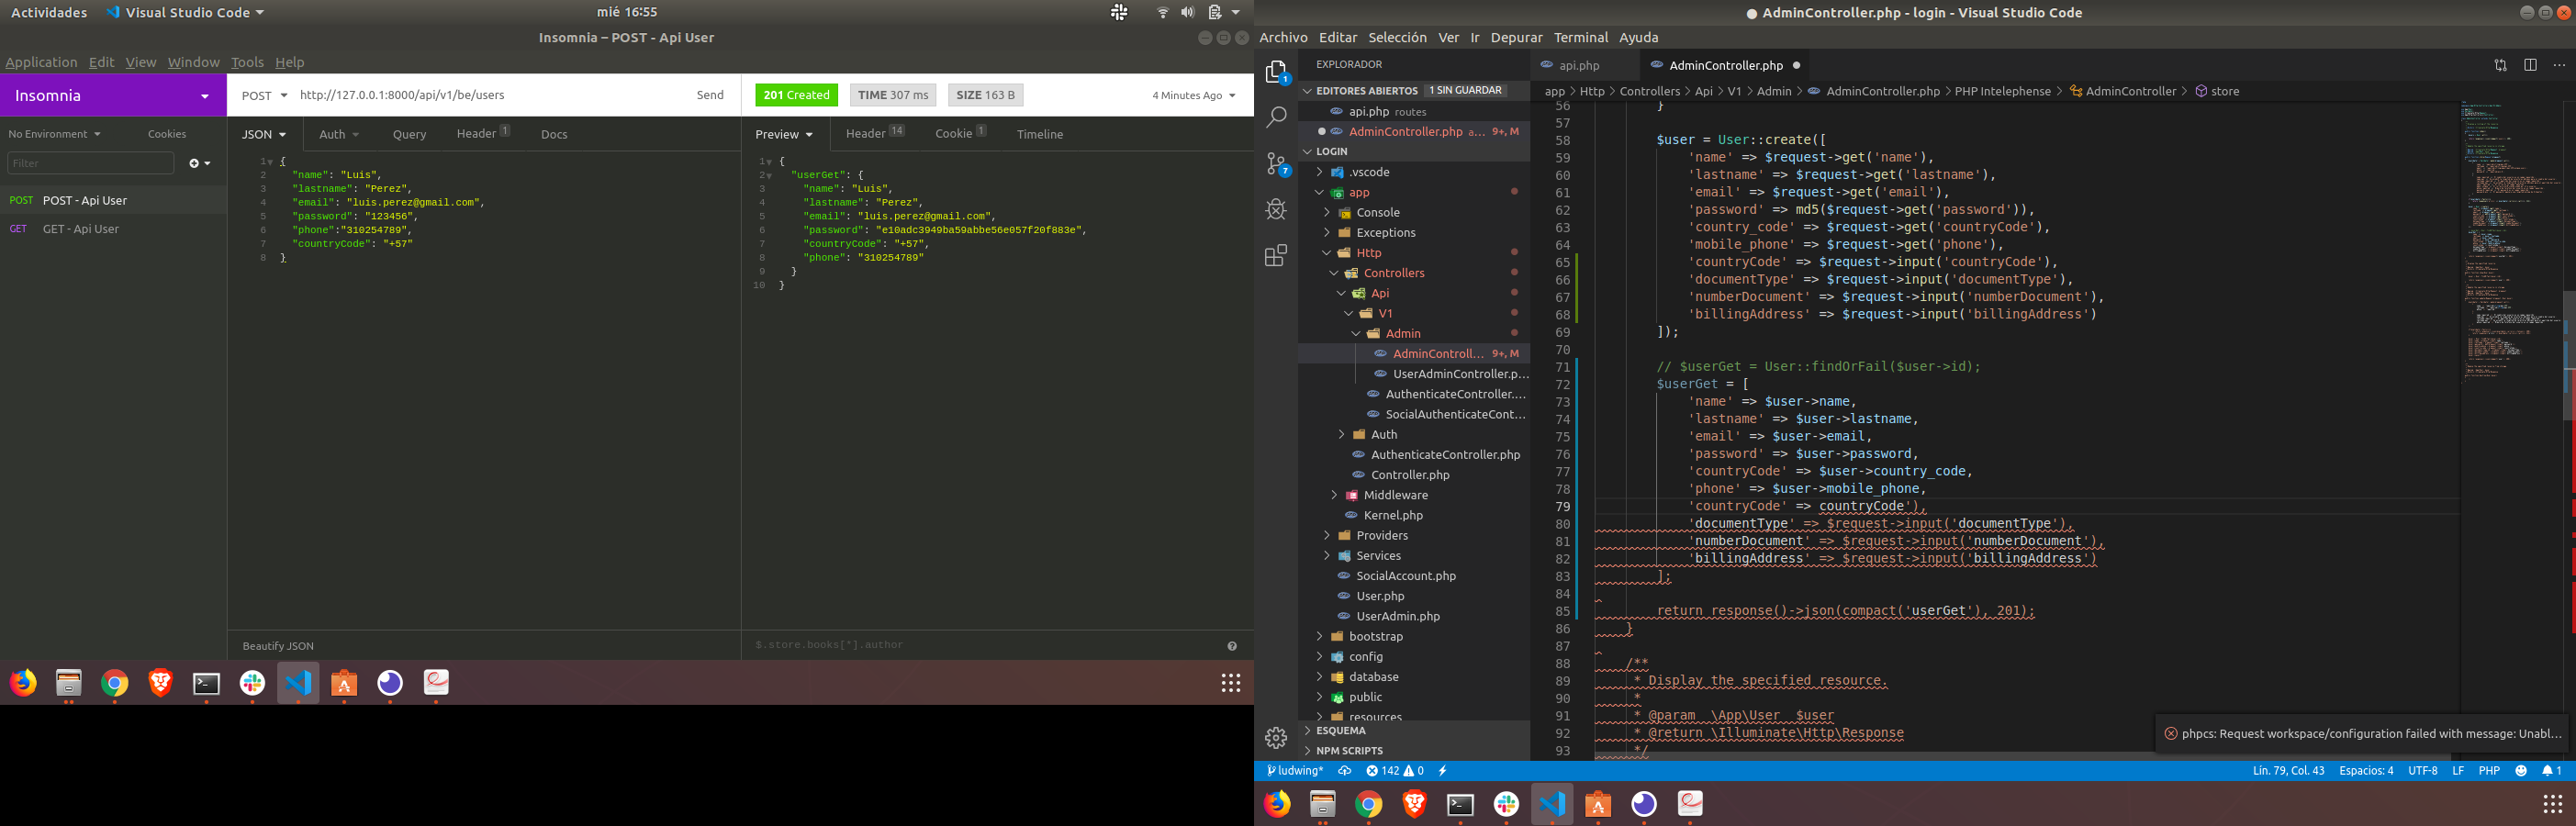 Actividades Visual Studio Code mié 16:55
Insomnia – POST - Api User
Application Edit View Window Tools Help
Insomnia
POST http://127.0.0.1:8000/api/v1/be/users Send
201 Created TIME 307 ms SIZE 163 B 4 Minutes Ago
No Environment Cookies
Filter
POST POST - Api User
GET GET - Api User
JSON Auth Query Header 1 Docs
1 {
2 "name": "Luis",
3 "lastname": "Perez",
4 "email": "luis.perez@gmail.com",
5 "password": "123456",
6 "phone":"310254789",
7 "countryCode": "+57"
8 }
Beautify JSON
Preview Header 14 Cookie 1 Timeline
1 {
2 "userGet": {
3 "name": "Luis",
4 "lastname": "Perez",
5 "email": "luis.perez@gmail.com",
6 "password": "e10adc3949ba59abbe56e057f20f883e",
7 "countryCode": "+57",
8 "phone": "310254789"
9 }
10 }
$.store.books[*].author
● AdminController.php - login - Visual Studio Code
Archivo Editar Selección Ver Ir Depurar Terminal Ayuda
1
7
EXPLORADOR
EDITORES ABIERTOS 1 SIN GUARDAR
api.php routes
AdminController.php a... 9+, M
LOGIN
.vscode
app
Console
Exceptions
Http
Controllers
Api
V1
Admin
AdminControll... 9+, M
UserAdminController.p...
AuthenticateController....
SocialAuthenticateCont...
Auth
AuthenticateController.php
Controller.php
Middleware
Kernel.php
Providers
Services
SocialAccount.php
User.php
UserAdmin.php
bootstrap
config
database
public
resources
ESQUEMA
NPM SCRIPTS
api.php AdminController.php
app > Http > Controllers > Api > V1 > Admin > AdminController.php > PHP Intelephense > AdminController > store
56 }
57
58 $user = User::create([
59 'name' => $request->get('name'),
60 'lastname' => $request->get('lastname'),
61 'email' => $request->get('email'),
62 'password' => md5($request->get('password')),
63 'country_code' => $request->get('countryCode'),
64 'mobile_phone' => $request->get('phone'),
65 'countryCode' => $request->input('countryCode'),
66 'documentType' => $request->input('documentType'),
67 'numberDocument' => $request->input('numberDocument'),
68 'billingAddress' => $request->input('billingAddress')
69 ]);
70
71 // $userGet = User::findOrFail($user->id);
72 $userGet = [
73 'name' => $user->name,
74 'lastname' => $user->lastname,
75 'email' => $user->email,
76 'password' => $user->password,
77 'countryCode' => $user->country_code,
78 'phone' => $user->mobile_phone,
79 'countryCode' => countryCode'),
80 'documentType' => $request->input('documentType'),
81 'numberDocument' => $request->input('numberDocument'),
82 'billingAddress' => $request->input('billingAddress')
83 ];
84
85 return response()->json(compact('userGet'), 201);
86 }
87
88 /**
89 * Display the specified resource.
90 *
91 * @param \App\User $user
92 * @return \Illuminate\Http\Response
93 */
phpcs: Request workspace/configuration failed with message: Unabl...
ludwing* 142 0 Lín. 79, Col. 43 Espacios: 4 UTF-8 LF PHP 1